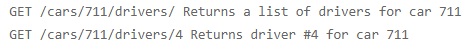 GET /cars/711/drivers/ Returns a list of drivers for car 711
GET /cars/711/drivers/4 Returns driver #4 for car 711